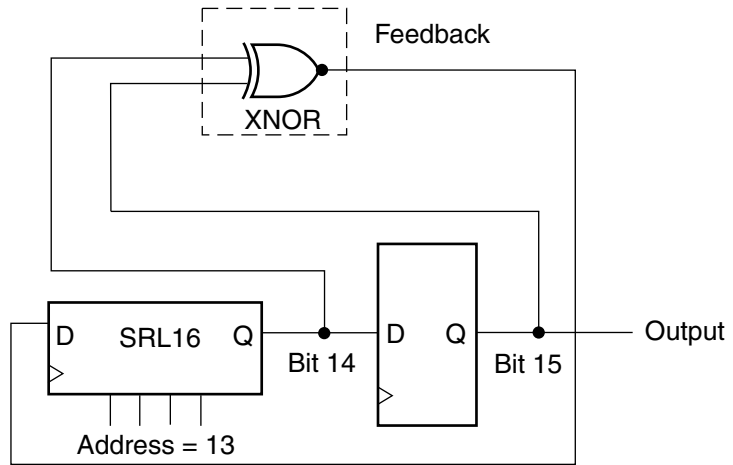 Feedback
XNOR
D SRL16 Q
D Q
Output
Bit 14
Bit 15
Address = 13